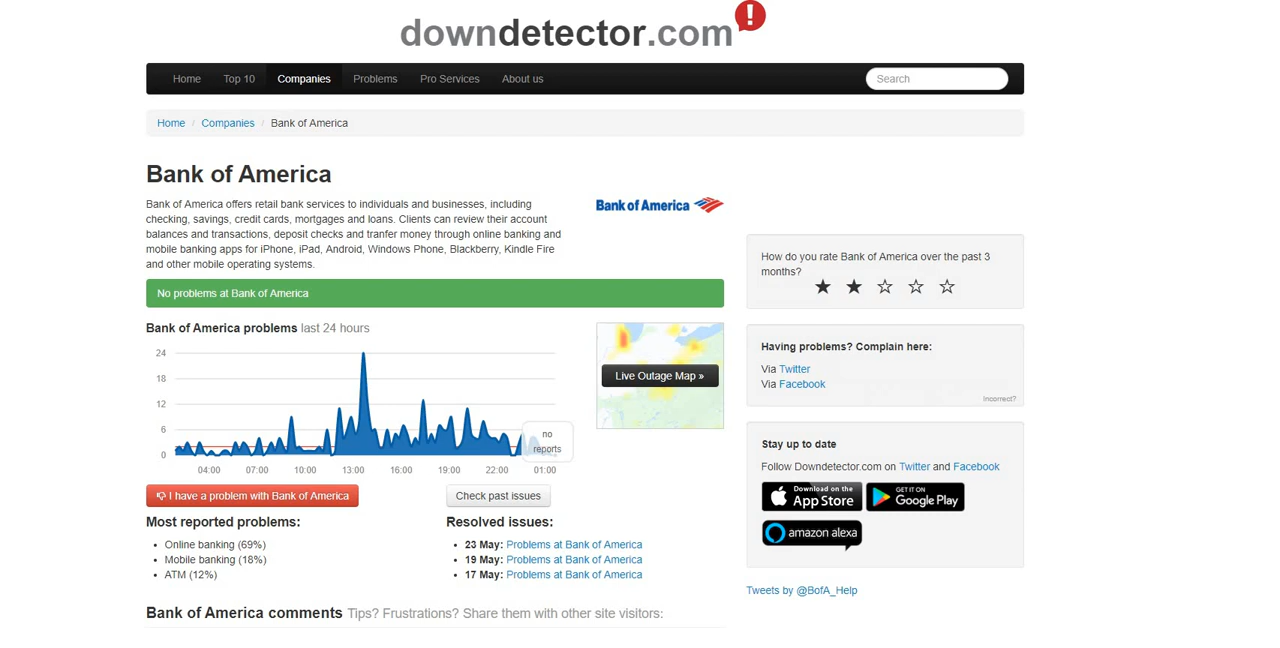 downdetector.com!
Home Top 10 Companies Problems Pro Services About us Search
Home / Companies / Bank of America
Bank of America
Bank of America offers retail bank services to individuals and businesses, including
checking, savings, credit cards, mortgages and loans. Clients can review their account
balances and transactions, deposit checks and tranfer money through online banking and
mobile banking apps for iPhone, iPad, Android, Windows Phone, Blackberry, Kindle Fire
and other mobile operating systems.
Bank of America
No problems at Bank of America
Bank of America problems last 24 hours
24
18
12
6
0
04:00 07:00 10:00 13:00 16:00 19:00 22:00 01:00
no
reports
Live Outage Map »
I have a problem with Bank of America
Check past issues
Most reported problems:
• Online banking (69%)
• Mobile banking (18%)
• ATM (12%)
Resolved issues:
• 23 May: Problems at Bank of America
• 19 May: Problems at Bank of America
• 17 May: Problems at Bank of America
Bank of America comments Tips? Frustrations? Share them with other site visitors:
How do you rate Bank of America over the past 3
months?
Having problems? Complain here:
Via Twitter
Via Facebook
Incorrect?
Stay up to date
Follow Downdetector.com on Twitter and Facebook
Download on the
App Store
GET IT ON
Google Play
amazon alexa
Tweets by @BofA_Help